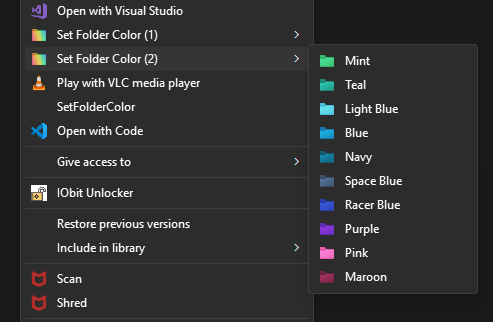 Open with Visual Studio
Set Folder Color (1)
Set Folder Color (2)
Play with VLC media player
SetFolderColor
Open with Code
Give access to
IObit Unlocker
Restore previous versions
Include in library
Scan
Shred
Mint
Teal
Light Blue
Blue
Navy
Space Blue
Racer Blue
Purple
Pink
Maroon